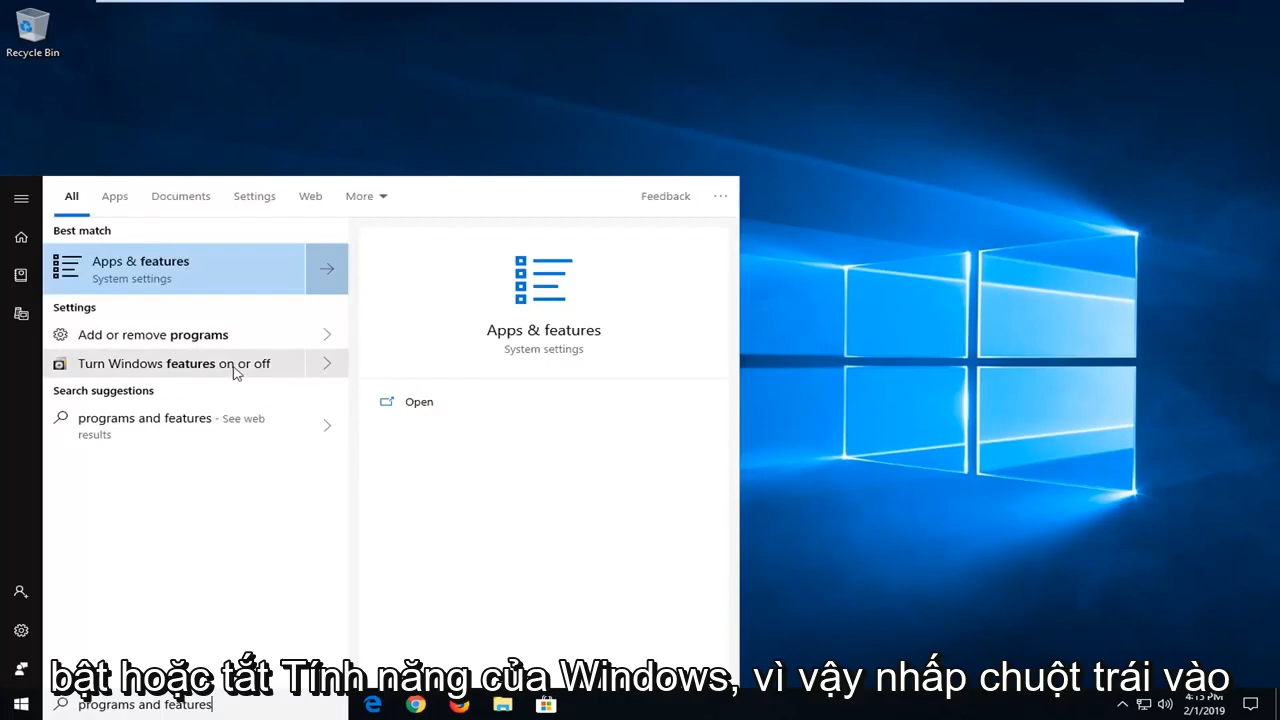 Recycle Bin
All
Apps
Documents
Settings
Web
More
Feedback
Best match
Apps & features
System settings
Settings
Add or remove programs
Turn Windows features on or off
Search suggestions
programs and features - See web
results
Apps & features
System settings
Open
bật hoặc tắt Tính năng của Windows, vì vậy nhấp chuột trái vào
programs and features
4:15 PM
2/1/2019